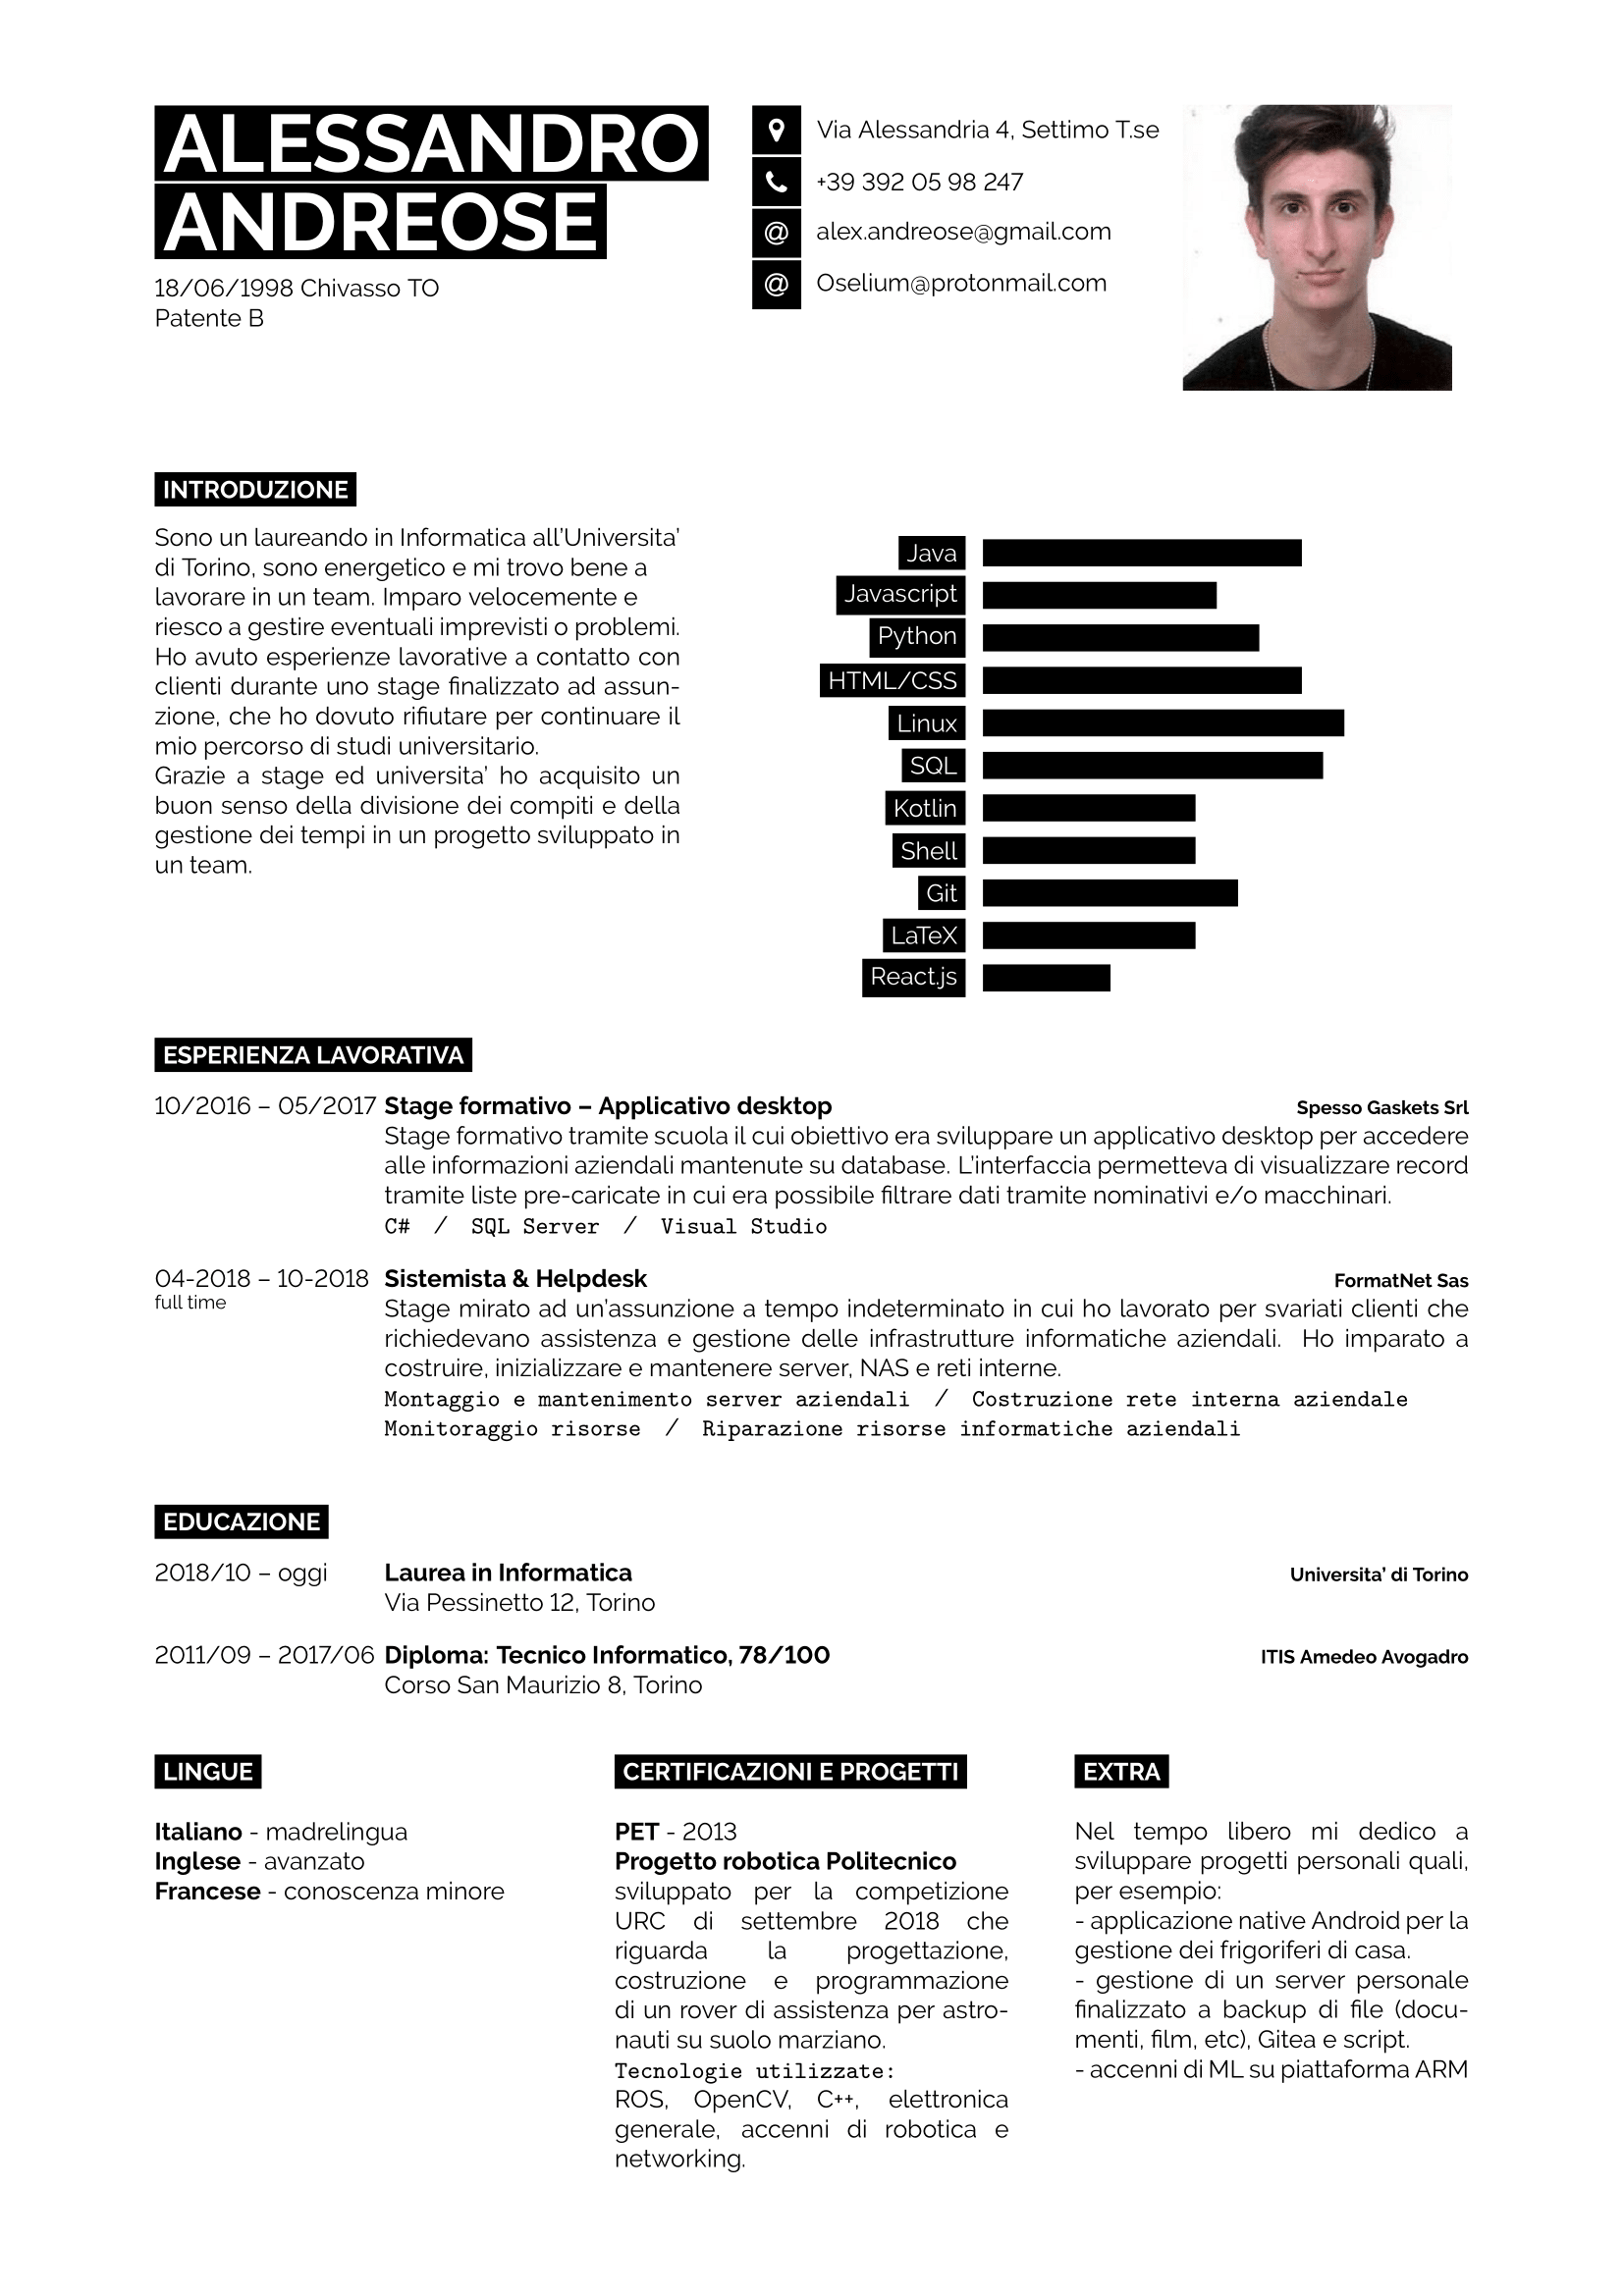 ALESSANDRO
ANDREOSE
18/06/1998 Chivasso TO
Patente B
Via Alessandria 4, Settimo T.se
+39 392 05 98 247
@ alex.andreose@gmail.com
@ Oselium@protonmail.com
INTRODUZIONE
Sono un laureando in Informatica all'Universita'
di Torino, sono energetico e mi trovo bene a
lavorare in un team. Imparo velocemente e
riesco a gestire eventuali imprevisti o problemi.
Ho avuto esperienze lavorative a contatto con
clienti durante uno stage finalizzato ad assun-
zione, che ho dovuto rifiutare per continuare il
mio percorso di studi universitario.
Grazie a stage ed universita' ho acquisito un
buon senso della divisione dei compiti e della
gestione dei tempi in un progetto sviluppato in
un team.
Java
Javascript
Python
HTML/CSS
Linux
SQL
Kotlin
Shell
Git
LaTeX
React.js
ESPERIENZA LAVORATIVA
10/2016 – 05/2017 Stage formativo – Applicativo desktop Spesso Gaskets Srl
Stage formativo tramite scuola il cui obiettivo era sviluppare un applicativo desktop per accedere
alle informazioni aziendali mantenute su database. L'interfaccia permetteva di visualizzare record
tramite liste pre-caricate in cui era possibile filtrare dati tramite nominativi e/o macchinari.
C# / SQL Server / Visual Studio
04-2018 – 10-2018 Sistemista & Helpdesk FormatNet Sas
full time
Stage mirato ad un'assunzione a tempo indeterminato in cui ho lavorato per svariati clienti che
richiedevano assistenza e gestione delle infrastrutture informatiche aziendali. Ho imparato a
costruire, inizializzare e mantenere server, NAS e reti interne.
Montaggio e mantenimento server aziendali / Costruzione rete interna aziendale
Monitoraggio risorse / Riparazione risorse informatiche aziendali
EDUCAZIONE
2018/10 – oggi Laurea in Informatica Universita' di Torino
Via Pessinetto 12, Torino
2011/09 – 2017/06 Diploma: Tecnico Informatico, 78/100 ITIS Amedeo Avogadro
Corso San Maurizio 8, Torino
LINGUE
Italiano - madrelingua
Inglese - avanzato
Francese - conoscenza minore
CERTIFICAZIONI E PROGETTI
PET - 2013
Progetto robotica Politecnico
sviluppato per la competizione
URC di settembre 2018 che
riguarda la progettazione,
costruzione e programmazione
di un rover di assistenza per astro-
nauti su suolo marziano.
Tecnologie utilizzate:
ROS, OpenCV, C++, elettronica
generale, accenni di robotica e
networking.
EXTRA
Nel tempo libero mi dedico a
sviluppare progetti personali quali,
per esempio:
- applicazione native Android per la
gestione dei frigoriferi di casa.
- gestione di un server personale
finalizzato a backup di file (docu-
menti, film, etc), Gitea e script.
- accenni di ML su piattaforma ARM